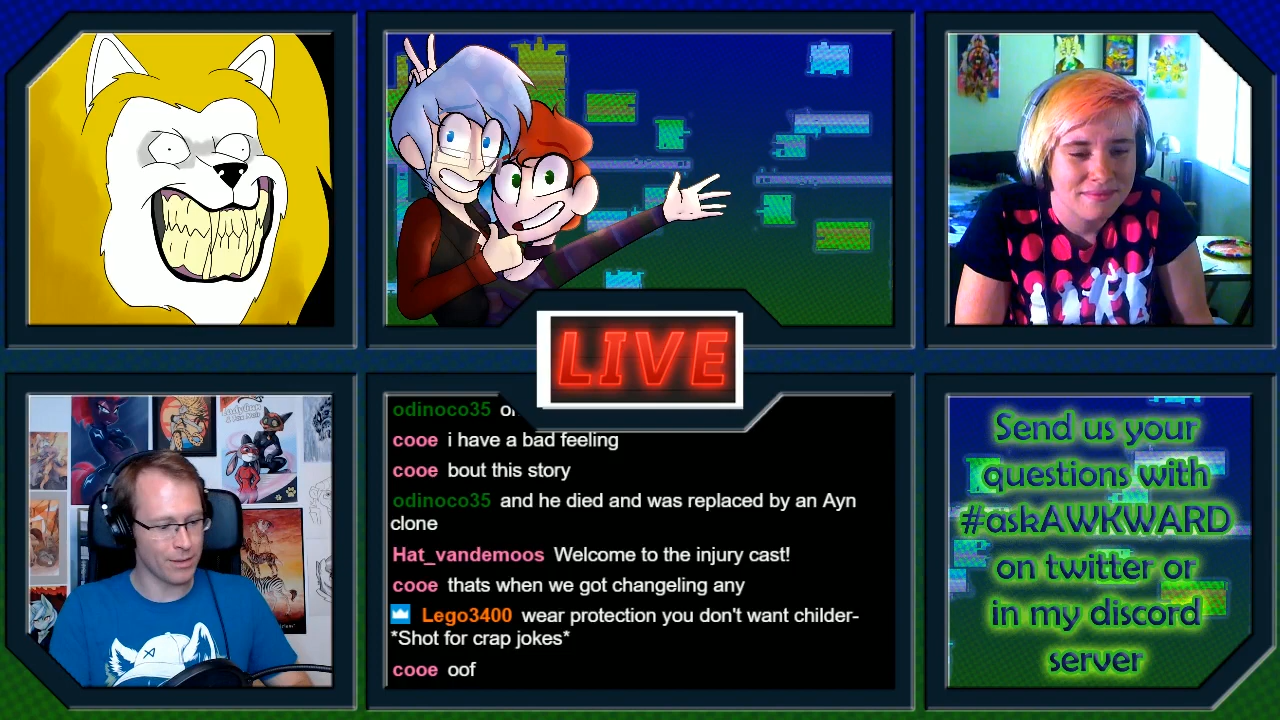 LIVE
odinoco35
cooe i have a bad feeling
cooe bout this story
odinoco35 and he died and was replaced by an Ayn
clone
Hat_vandemoos Welcome to the injury cast!
cooe thats when we got changeling any
Lego3400 wear protection you don't want childer-
*Shot for crap jokes*
cooe oof
Send us your
questions with
#askAWKWARD
on twitter or
in my discord
server